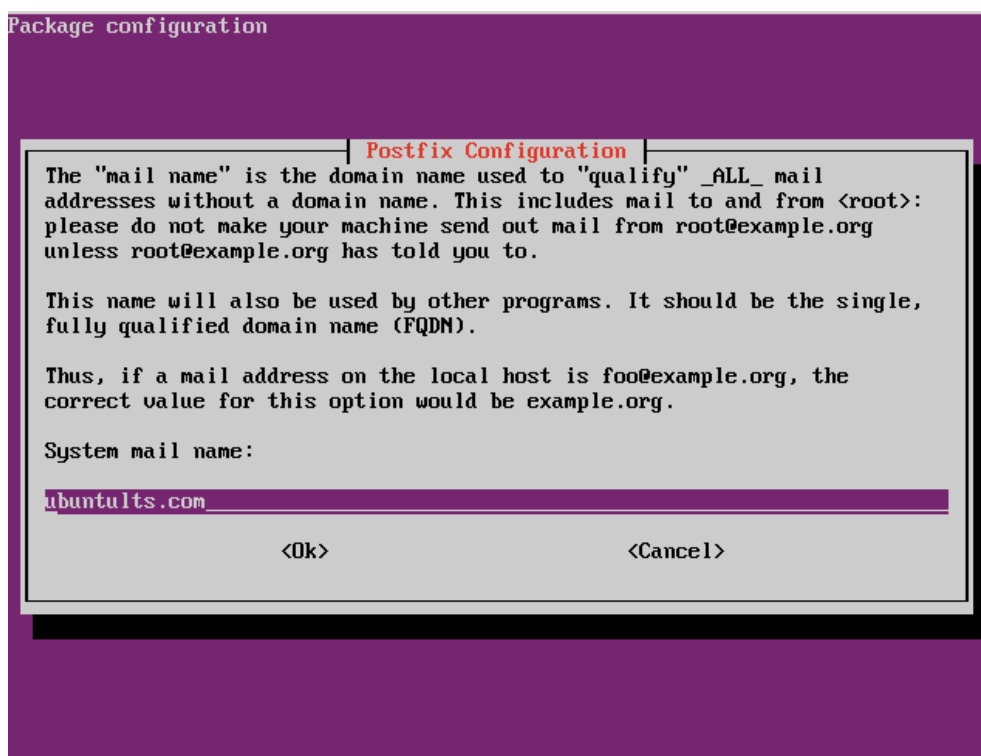 Package configuration
Postfix Configuration
The "mail name" is the domain name used to "qualify" _ALL_ mail
addresses without a domain name. This includes mail to and from <root>:
please do not make your machine send out mail from root@example.org
unless root@example.org has told you to.
This name will also be used by other programs. It should be the single,
fully qualified domain name (FQDN).
Thus, if a mail address on the local host is foo@example.org, the
correct value for this option would be example.org.
System mail name:
ubuntults.com
<Ok> <Cancel>